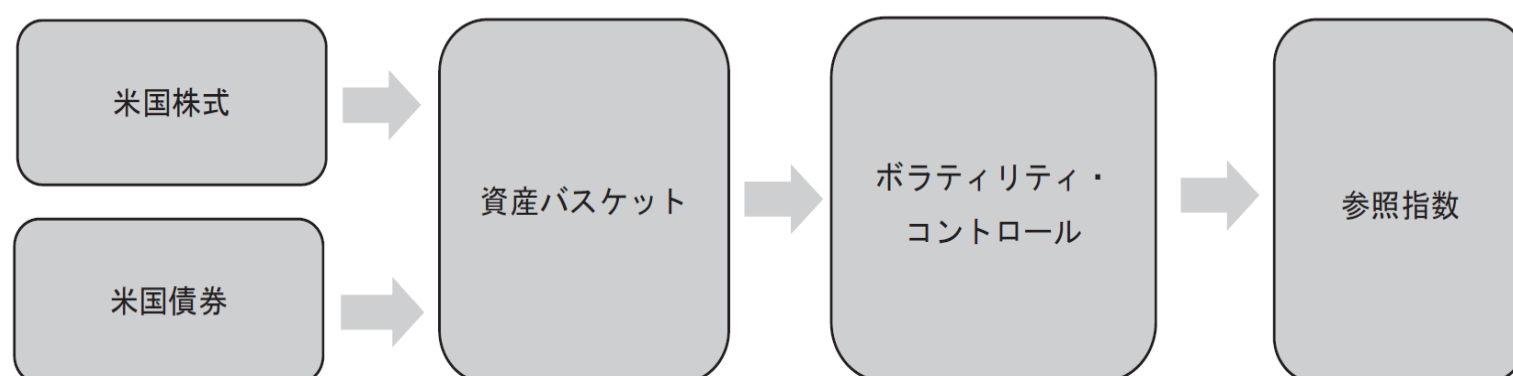 米国株式
米国債券
資産バスケット
ボラティリティ・
コントロール
参照指数